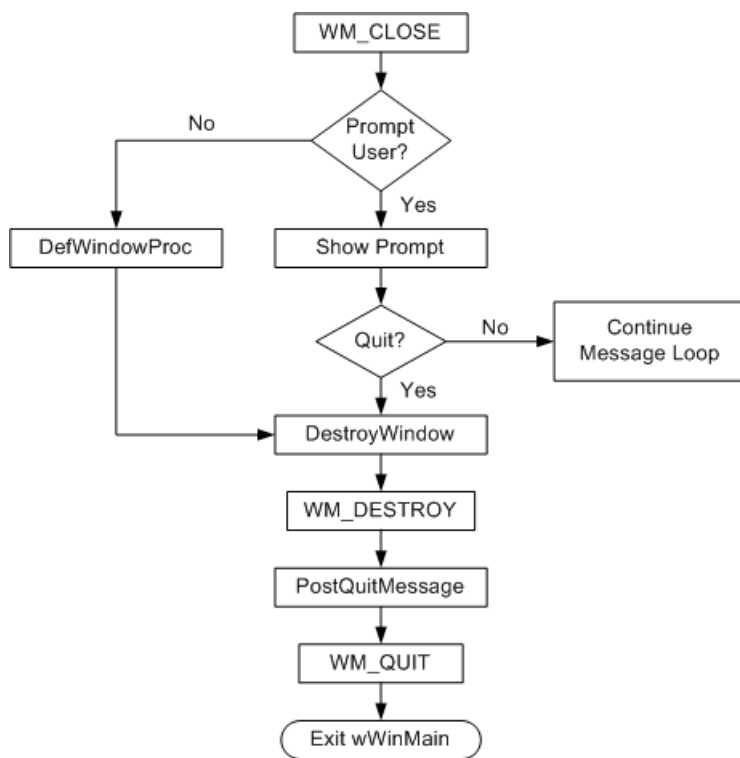 WM_CLOSE
No
Prompt
User?
Yes
DefWindowProc
Show Prompt
Quit?
No
Continue
Message Loop
Yes
DestroyWindow
WM_DESTROY
PostQuitMessage
WM_QUIT
Exit wWinMain